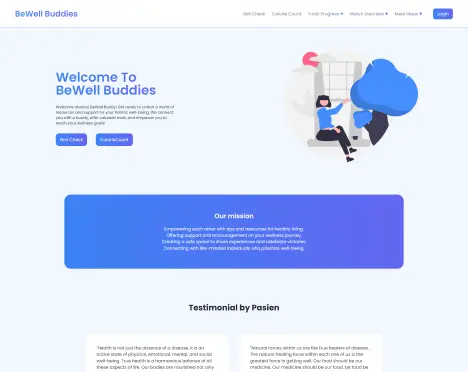 BeWell Buddies
BMI Check Calorie Count Track Progress Watch Exercises Meal Ideas Login
Welcome To
BeWell Buddies
Welcome aboard, BeWell Buddy! Get ready to unlock a world of
resources and support for your holistic well-being. We connect
you with a buddy, offer valuable tools, and empower you to
reach your wellness goals!
Bmi Check CalorieCount
Our mission
Empowering each other with tips and resources for healthy living.
Offering support and encouragement on your wellness journey.
Creating a safe space to share experiences and celebrate victories.
Connecting with like-minded individuals who prioritize well-being.
Testimonial by Pasien
"Health is not just the absence of a disease. It is an
active state of physical, emotional, mental, and social
well-being. True health is a harmonious balance of all
these aspects of life. Our bodies are nourished not only
"Natural forces within us are the true healers of disease.
The natural healing force within each one of us is the
greatest force in getting well. Our food should be our
medicine. Our medicine should be our food. Let food be